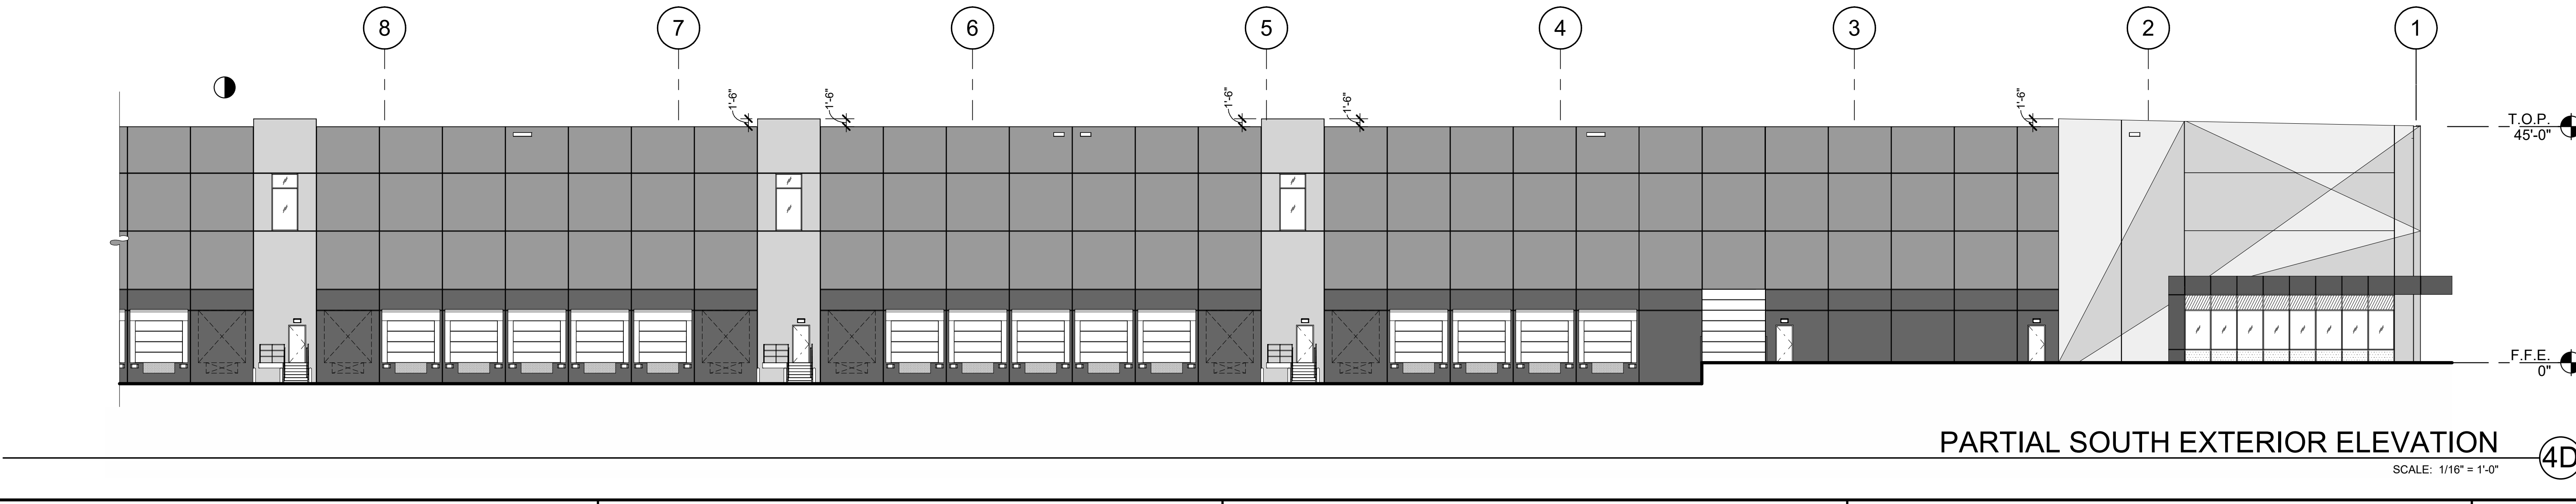 8 7 6 5 4 3 2 1
1'-6" 1'-6" 1'-6" 1'-6" 1'-6"
T.O.P.
45'-0"
F.F.E.
0"
PARTIAL SOUTH EXTERIOR ELEVATION
4D
SCALE: 1/16" = 1'-0"